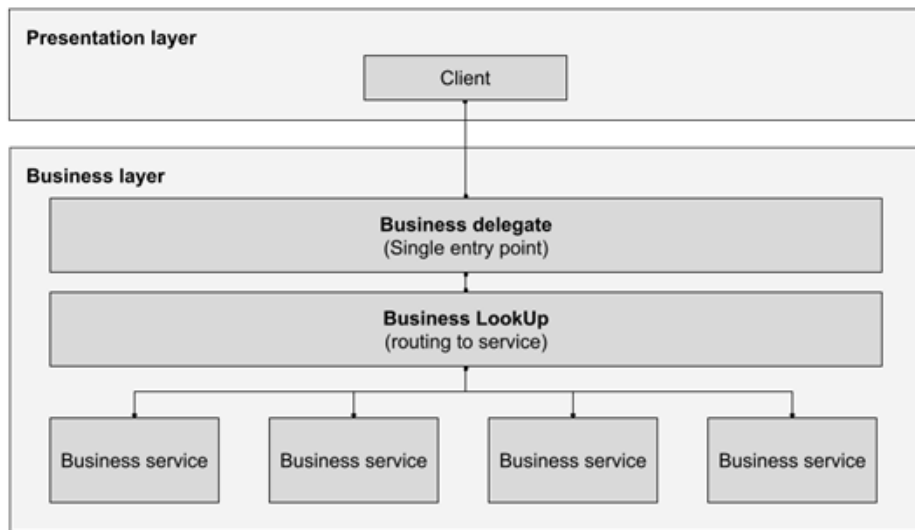 Presentation layer
Client
Business layer
Business delegate
(Single entry point)
Business LookUp
(routing to service)
Business service
Business service
Business service
Business service